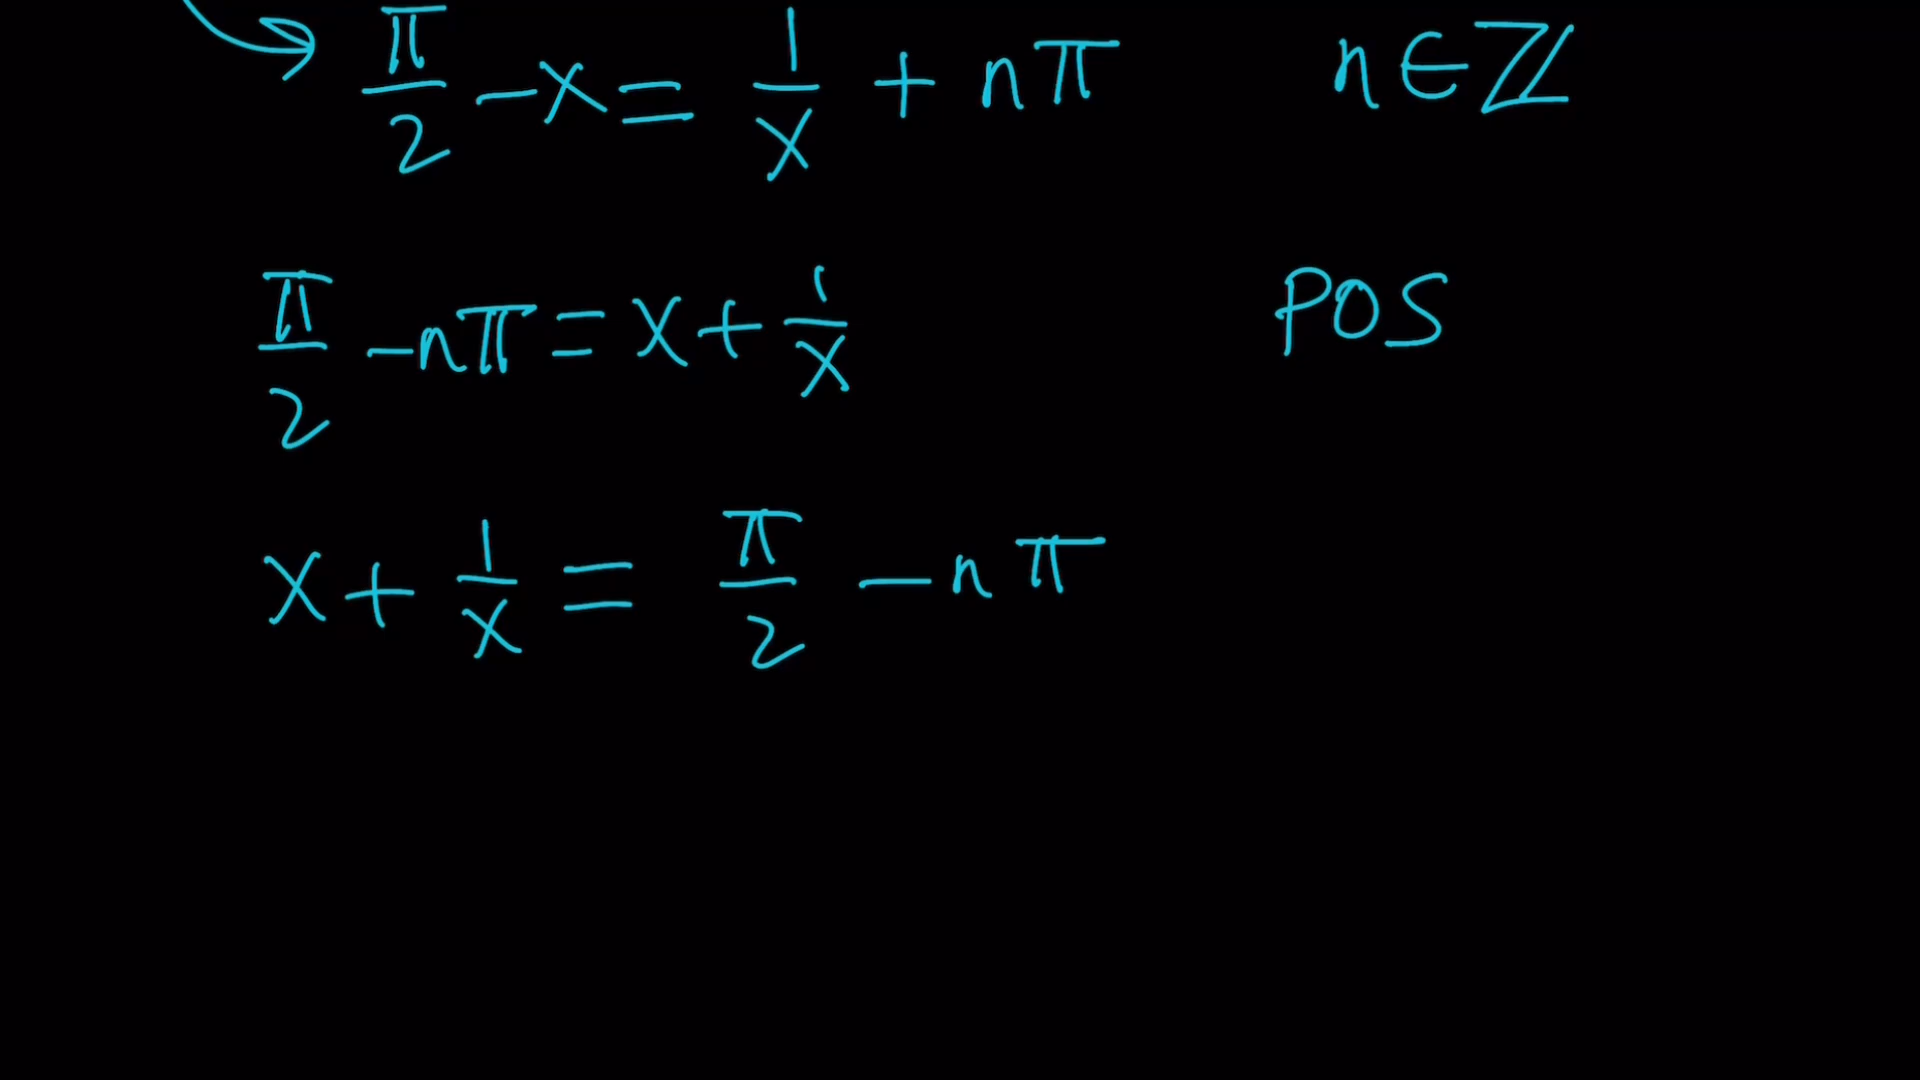 π/2 - x = 1/x + nπ n∈ℤ
π/2 - nπ = x + 1/x POS
x + 1/x = π/2 - nπ